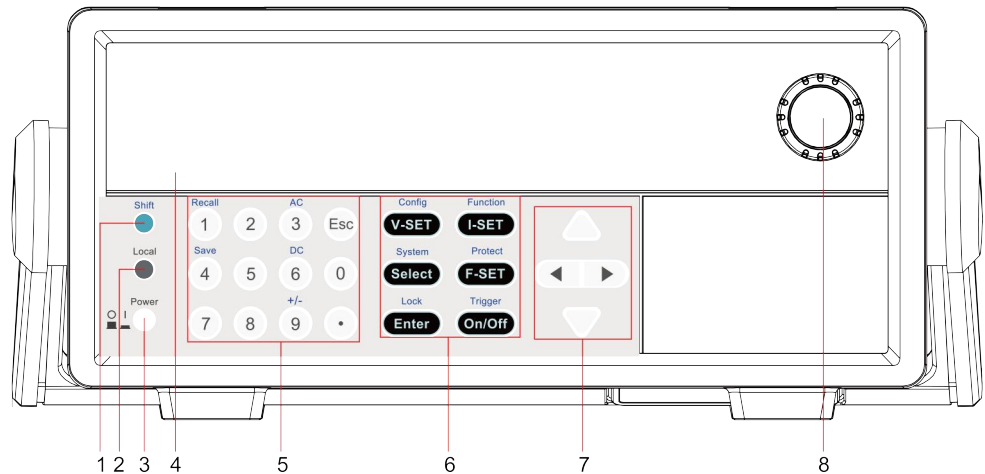 Shift
Local
Power
Recall AC
1 2 3 Esc
Save DC
4 5 6 0
+/-
7 8 9 •
Config Function
V-SET I-SET
System Protect
Select F-SET
Lock Trigger
Enter On/Off
1 2 3 4 5 6 7 8